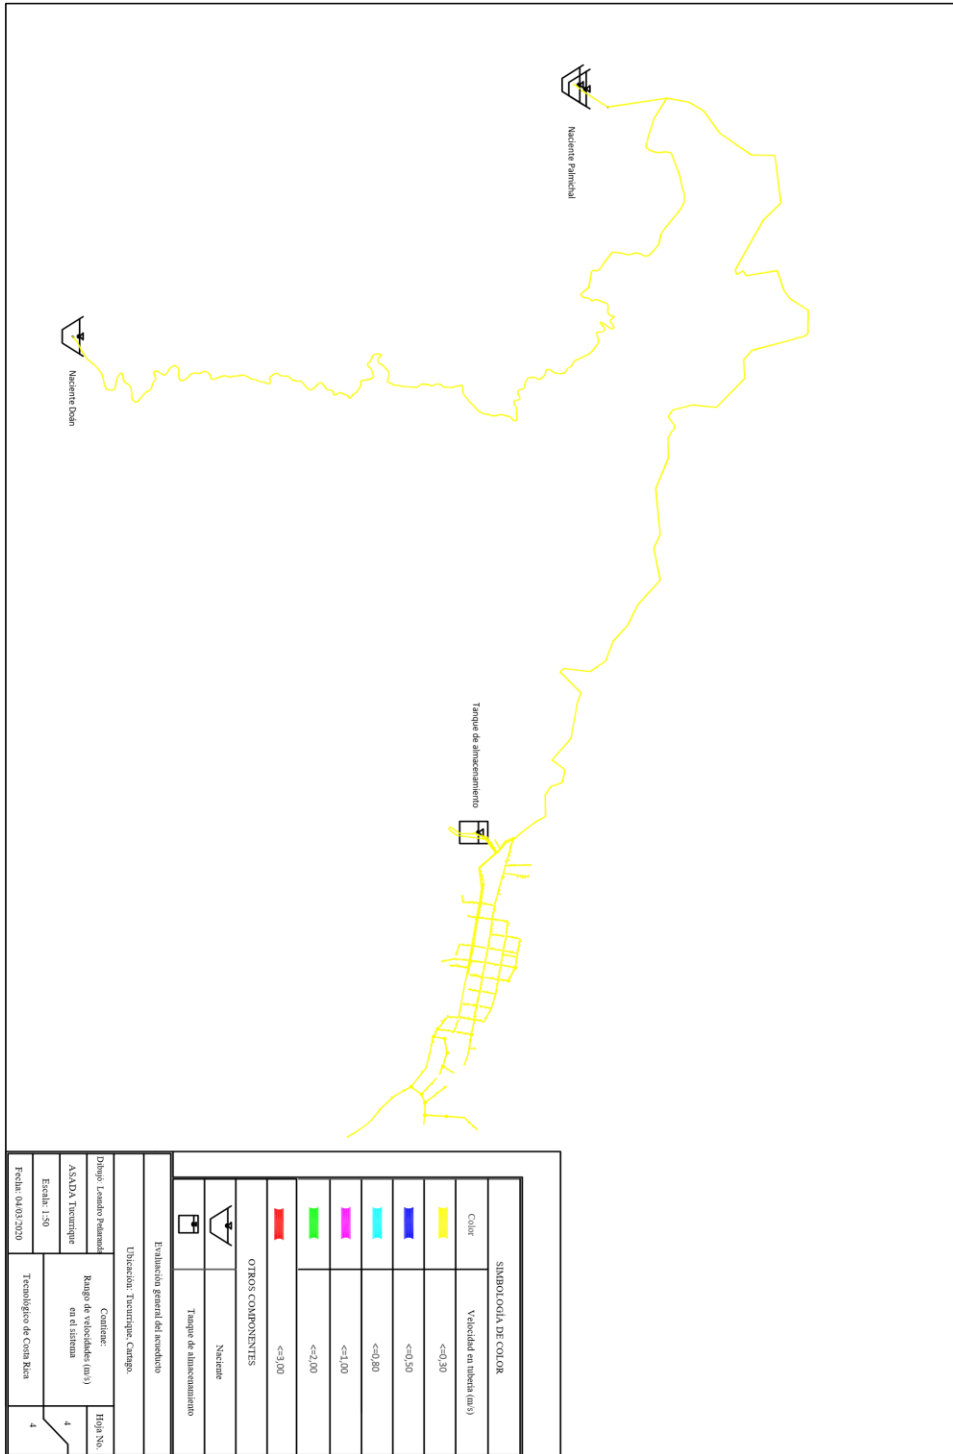 Naciente Palmichal
Naciente Doán
Tanque de almacenamiento
SIMBOLOGÍA DE COLOR
Color
Velocidad en tubería (m/s)
<=0,30
<=0,50
<=0,80
<=1,00
<=2,00
<=3,00
OTROS COMPONENTES
Naciente
Tanque de almacenamiento
Evaluación general del acueducto
Ubicación: Tucurrique, Cartago.
Dibujó: Leandro Peñaranda
Contiene:
Rango de velocidades (m/s)
en el sistema
Hoja No.
ASADA Tucurrique
4
Escala: 1:50
Fecha: 04/03/2020
Tecnológico de Costa Rica
4